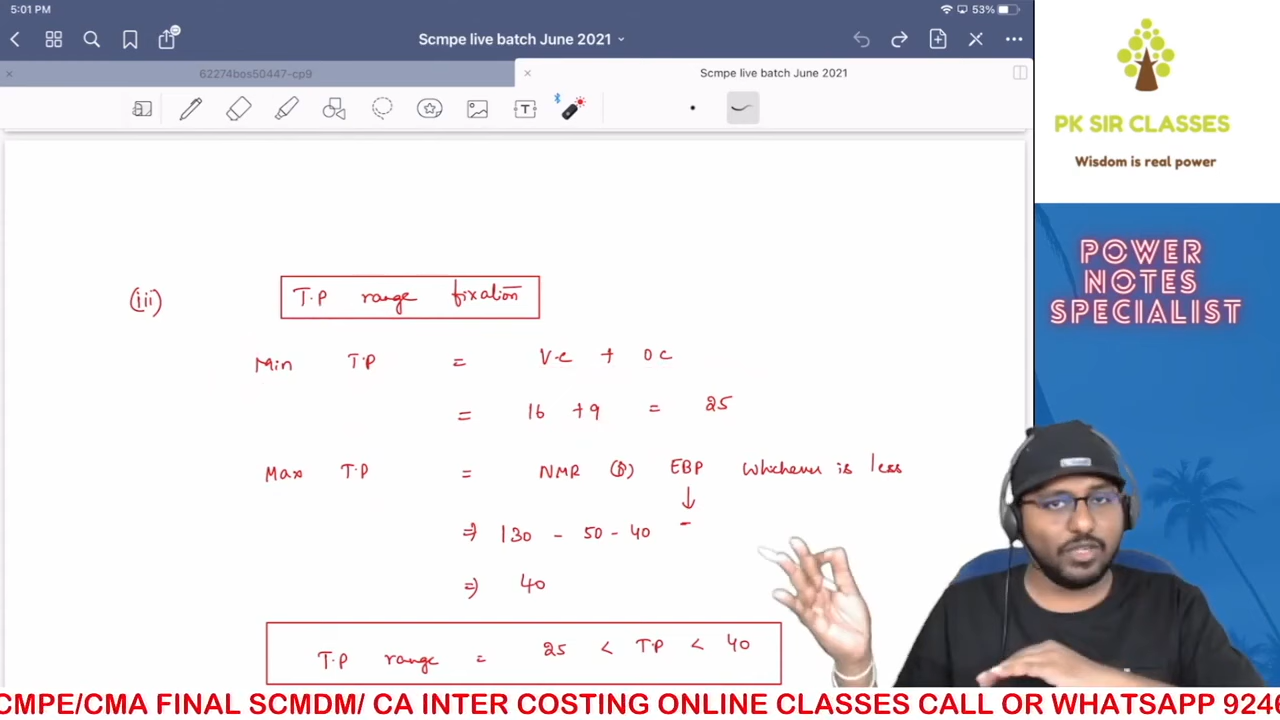 5:01 PM
53%
Scmpe live batch June 2021
62274bos50447-cp9
Scmpe live batch June 2021
T
PK SIR CLASSES
Wisdom is real power
POWER
NOTES
SPECIALIST
(iii) T.P range fixation
Min T.P = V.C + OC
= 16 + 9 = 25
Max T.P = NMR (or) EBP Whichever is less
⇒ 130 - 50 - 40 -
⇒ 40
T.P range = 25 < T.P < 40
CMPE/CMA FINAL SCMDM/ CA INTER COSTING ONLINE CLASSES CALL OR WHATSAPP 924